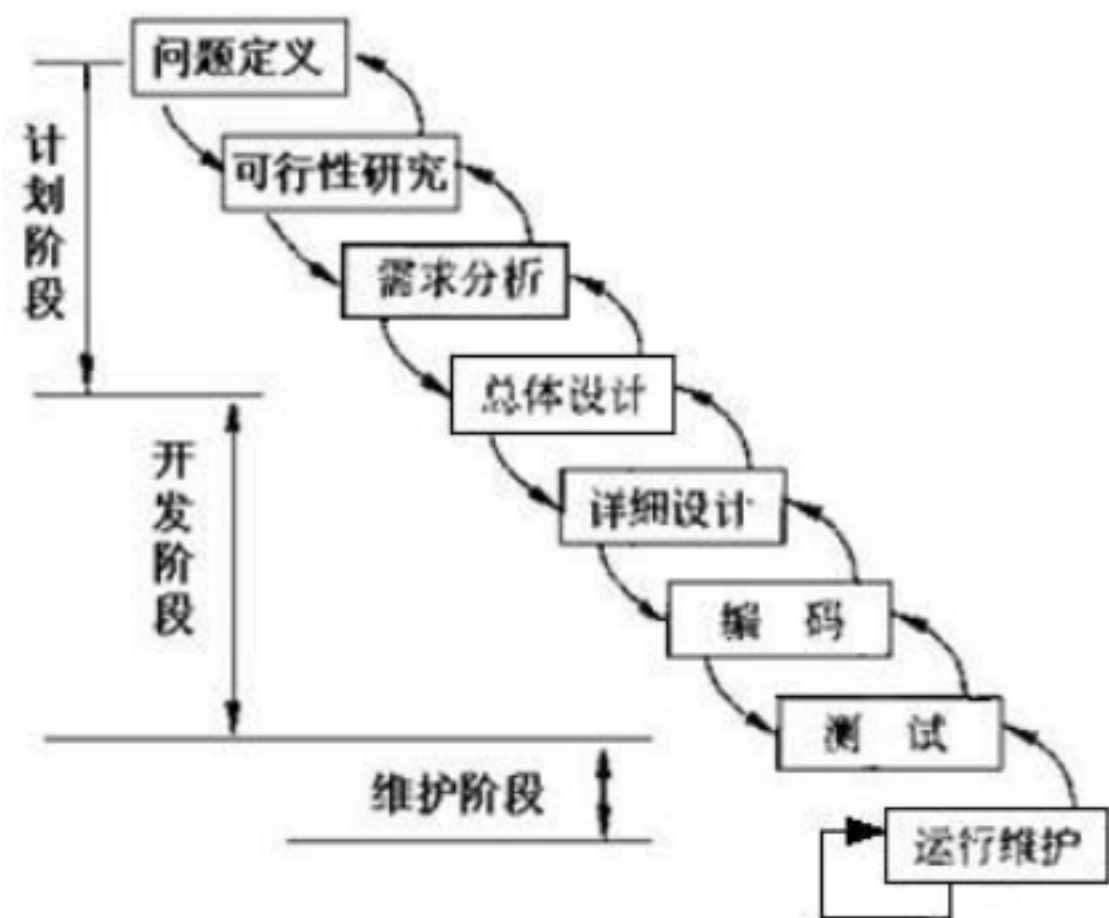 问题定义
可行性研究
需求分析
总体设计
详细设计
编 码
测 试
运行维护
计划阶段
开发阶段
维护阶段